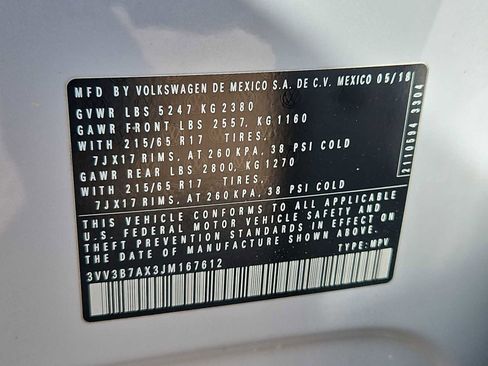 MFD BY VOLKSWAGEN DE MEXICO S.A. DE C.V. MEXICO 05/18
GVWR LBS 5247 KG 2380
GAWR FRONT LBS 2557, KG 1160
WITH 215/65 R17 TIRES,
7JX17 RIMS, AT 260 KPA, 38 PSI COLD
GAWR REAR LBS 2800, KG 1270
WITH 215/65 R17 TIRES,
7JX17 RIMS, AT 260 KPA, 38 PSI COLD
THIS VEHICLE CONFORMS TO ALL APPLICABLE
U.S. FEDERAL MOTOR VEHICLE SAFETY AND
THEFT PREVENTION STANDARDS IN EFFECT ON
THE DATE OF MANUFACTURE SHOWN ABOVE
3VV3B7AX3JM167612 TYPE: MPV
2110594 3304